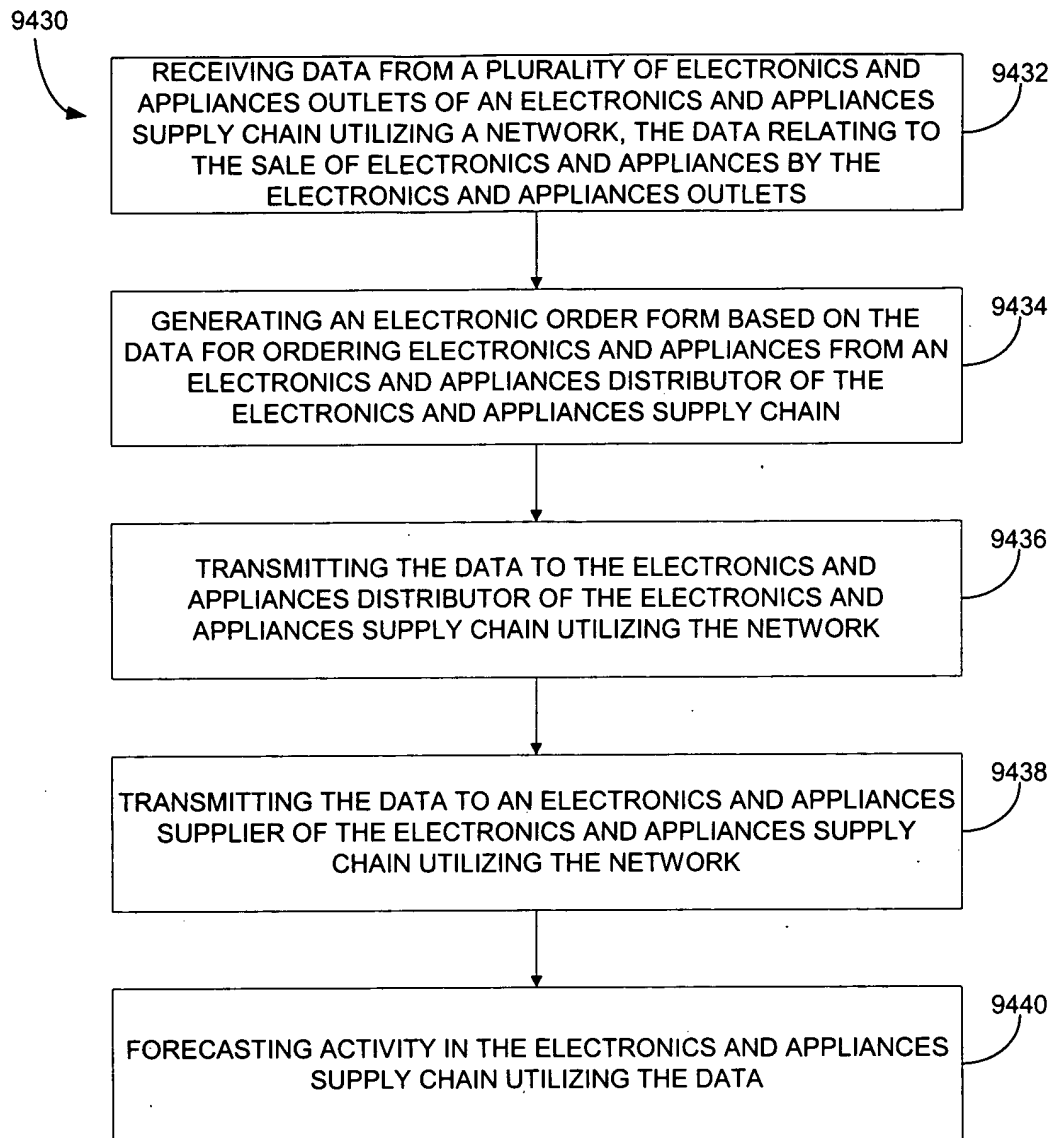 9430
RECEIVING DATA FROM A PLURALITY OF ELECTRONICS AND
APPLIANCES OUTLETS OF AN ELECTRONICS AND APPLIANCES
SUPPLY CHAIN UTILIZING A NETWORK, THE DATA RELATING TO
THE SALE OF ELECTRONICS AND APPLIANCES BY THE
ELECTRONICS AND APPLIANCES OUTLETS
9432
GENERATING AN ELECTRONIC ORDER FORM BASED ON THE
DATA FOR ORDERING ELECTRONICS AND APPLIANCES FROM AN
ELECTRONICS AND APPLIANCES DISTRIBUTOR OF THE
ELECTRONICS AND APPLIANCES SUPPLY CHAIN
9434
TRANSMITTING THE DATA TO THE ELECTRONICS AND
APPLIANCES DISTRIBUTOR OF THE ELECTRONICS AND
APPLIANCES SUPPLY CHAIN UTILIZING THE NETWORK
9436
TRANSMITTING THE DATA TO AN ELECTRONICS AND APPLIANCES
SUPPLIER OF THE ELECTRONICS AND APPLIANCES SUPPLY
CHAIN UTILIZING THE NETWORK
9438
FORECASTING ACTIVITY IN THE ELECTRONICS AND APPLIANCES
SUPPLY CHAIN UTILIZING THE DATA
9440